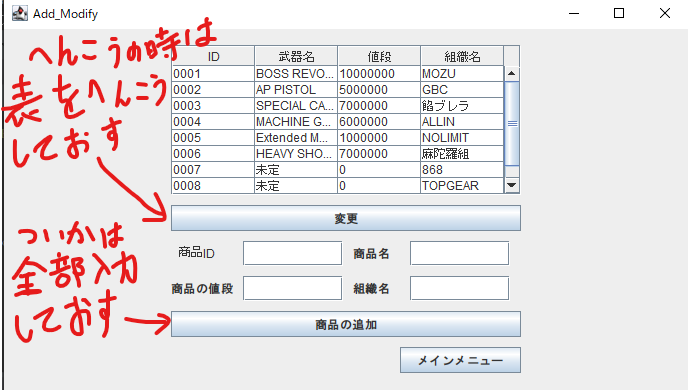 Add_Modify
へんこうの時は
表をへんこう
しておす
ID 武器名 値段 組織名
0001 BOSS REVO... 10000000 MOZU
0002 AP PISTOL 5000000 GBC
0003 SPECIAL CA... 7000000 餡ブレラ
0004 MACHINE G... 6000000 ALLIN
0005 Extended M... 1000000 NOLIMIT
0006 HEAVY SHO... 7000000 麻陀羅組
0007 未定 0 868
0008 未定 0 TOPGEAR
変更
ついかは
全部入力
しておす
商品ID 商品名
商品の値段 組織名
商品の追加
メインメニュー